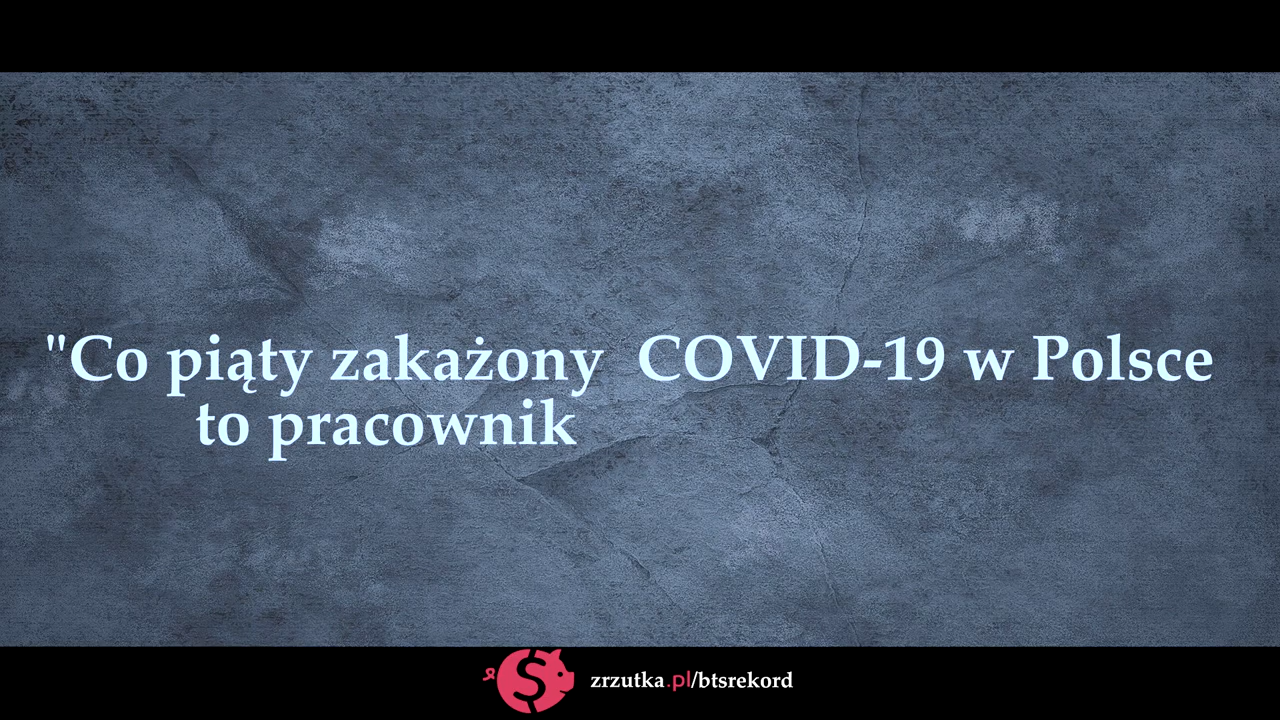 "Co piąty zakażony COVID-19 w Polsce
to pracownik
zrzutka.pl/btsrekord